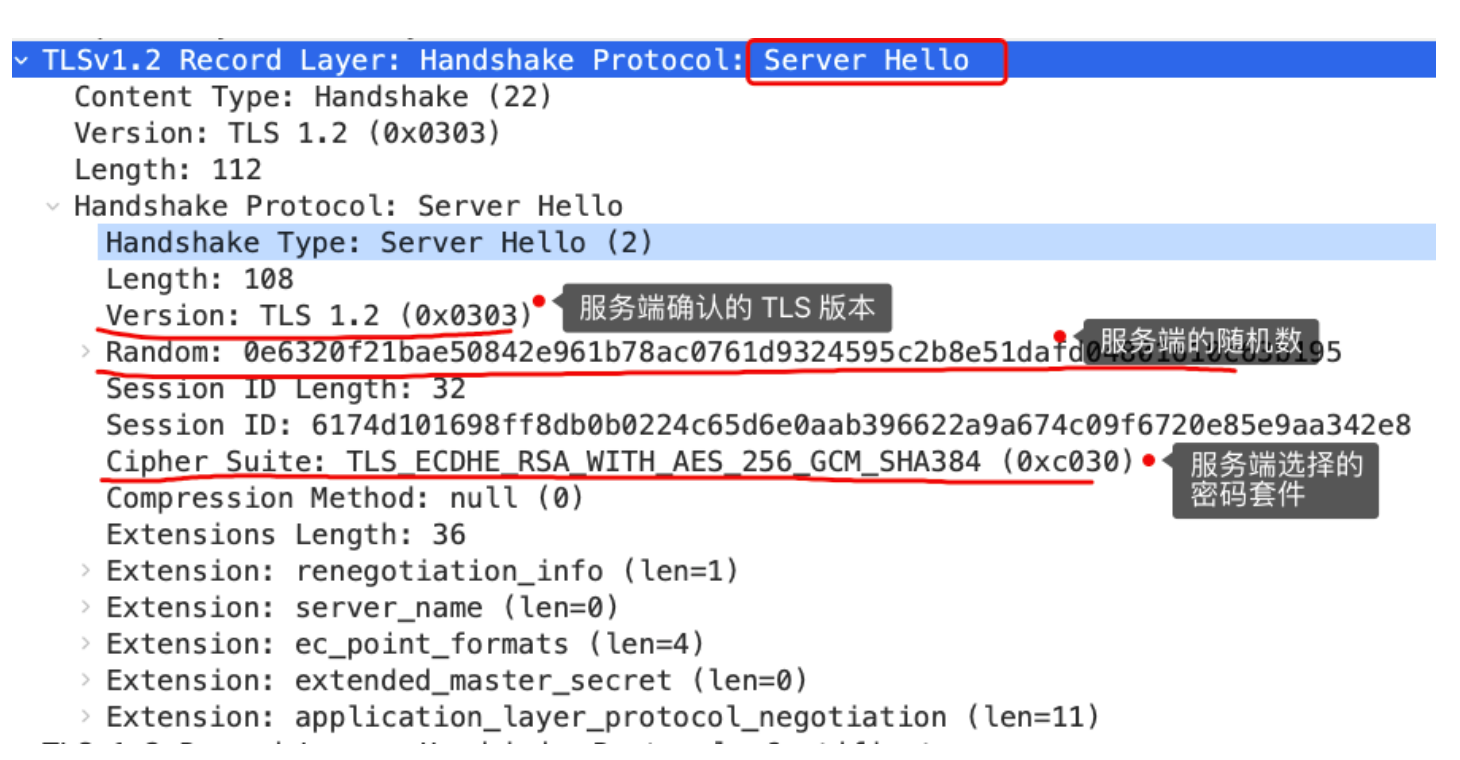 TLSv1.2 Record Layer: Handshake Protocol: Server Hello
Content Type: Handshake (22)
Version: TLS 1.2 (0x0303)
Length: 112
Handshake Protocol: Server Hello
Handshake Type: Server Hello (2)
Length: 108
Version: TLS 1.2 (0x0303)
服务端确认的 TLS 版本
Random:
服务端的随机数
Session ID Length: 32
Session ID: 6174d101698ff8db0b0224c65d6e0aab396622a9a674c09f6720e85e9aa342e8
Cipher Suite: TLS_ECDHE_RSA_WITH_AES_256_GCM_SHA384 (0xc030)
服务端选择的
密码套件
Compression Method: null (0)
Extensions Length: 36
Extension: renegotiation_info (len=1)
Extension: server_name (len=0)
Extension: ec_point_formats (len=4)
Extension: extended_master_secret (len=0)
Extension: application_layer_protocol_negotiation (len=11)